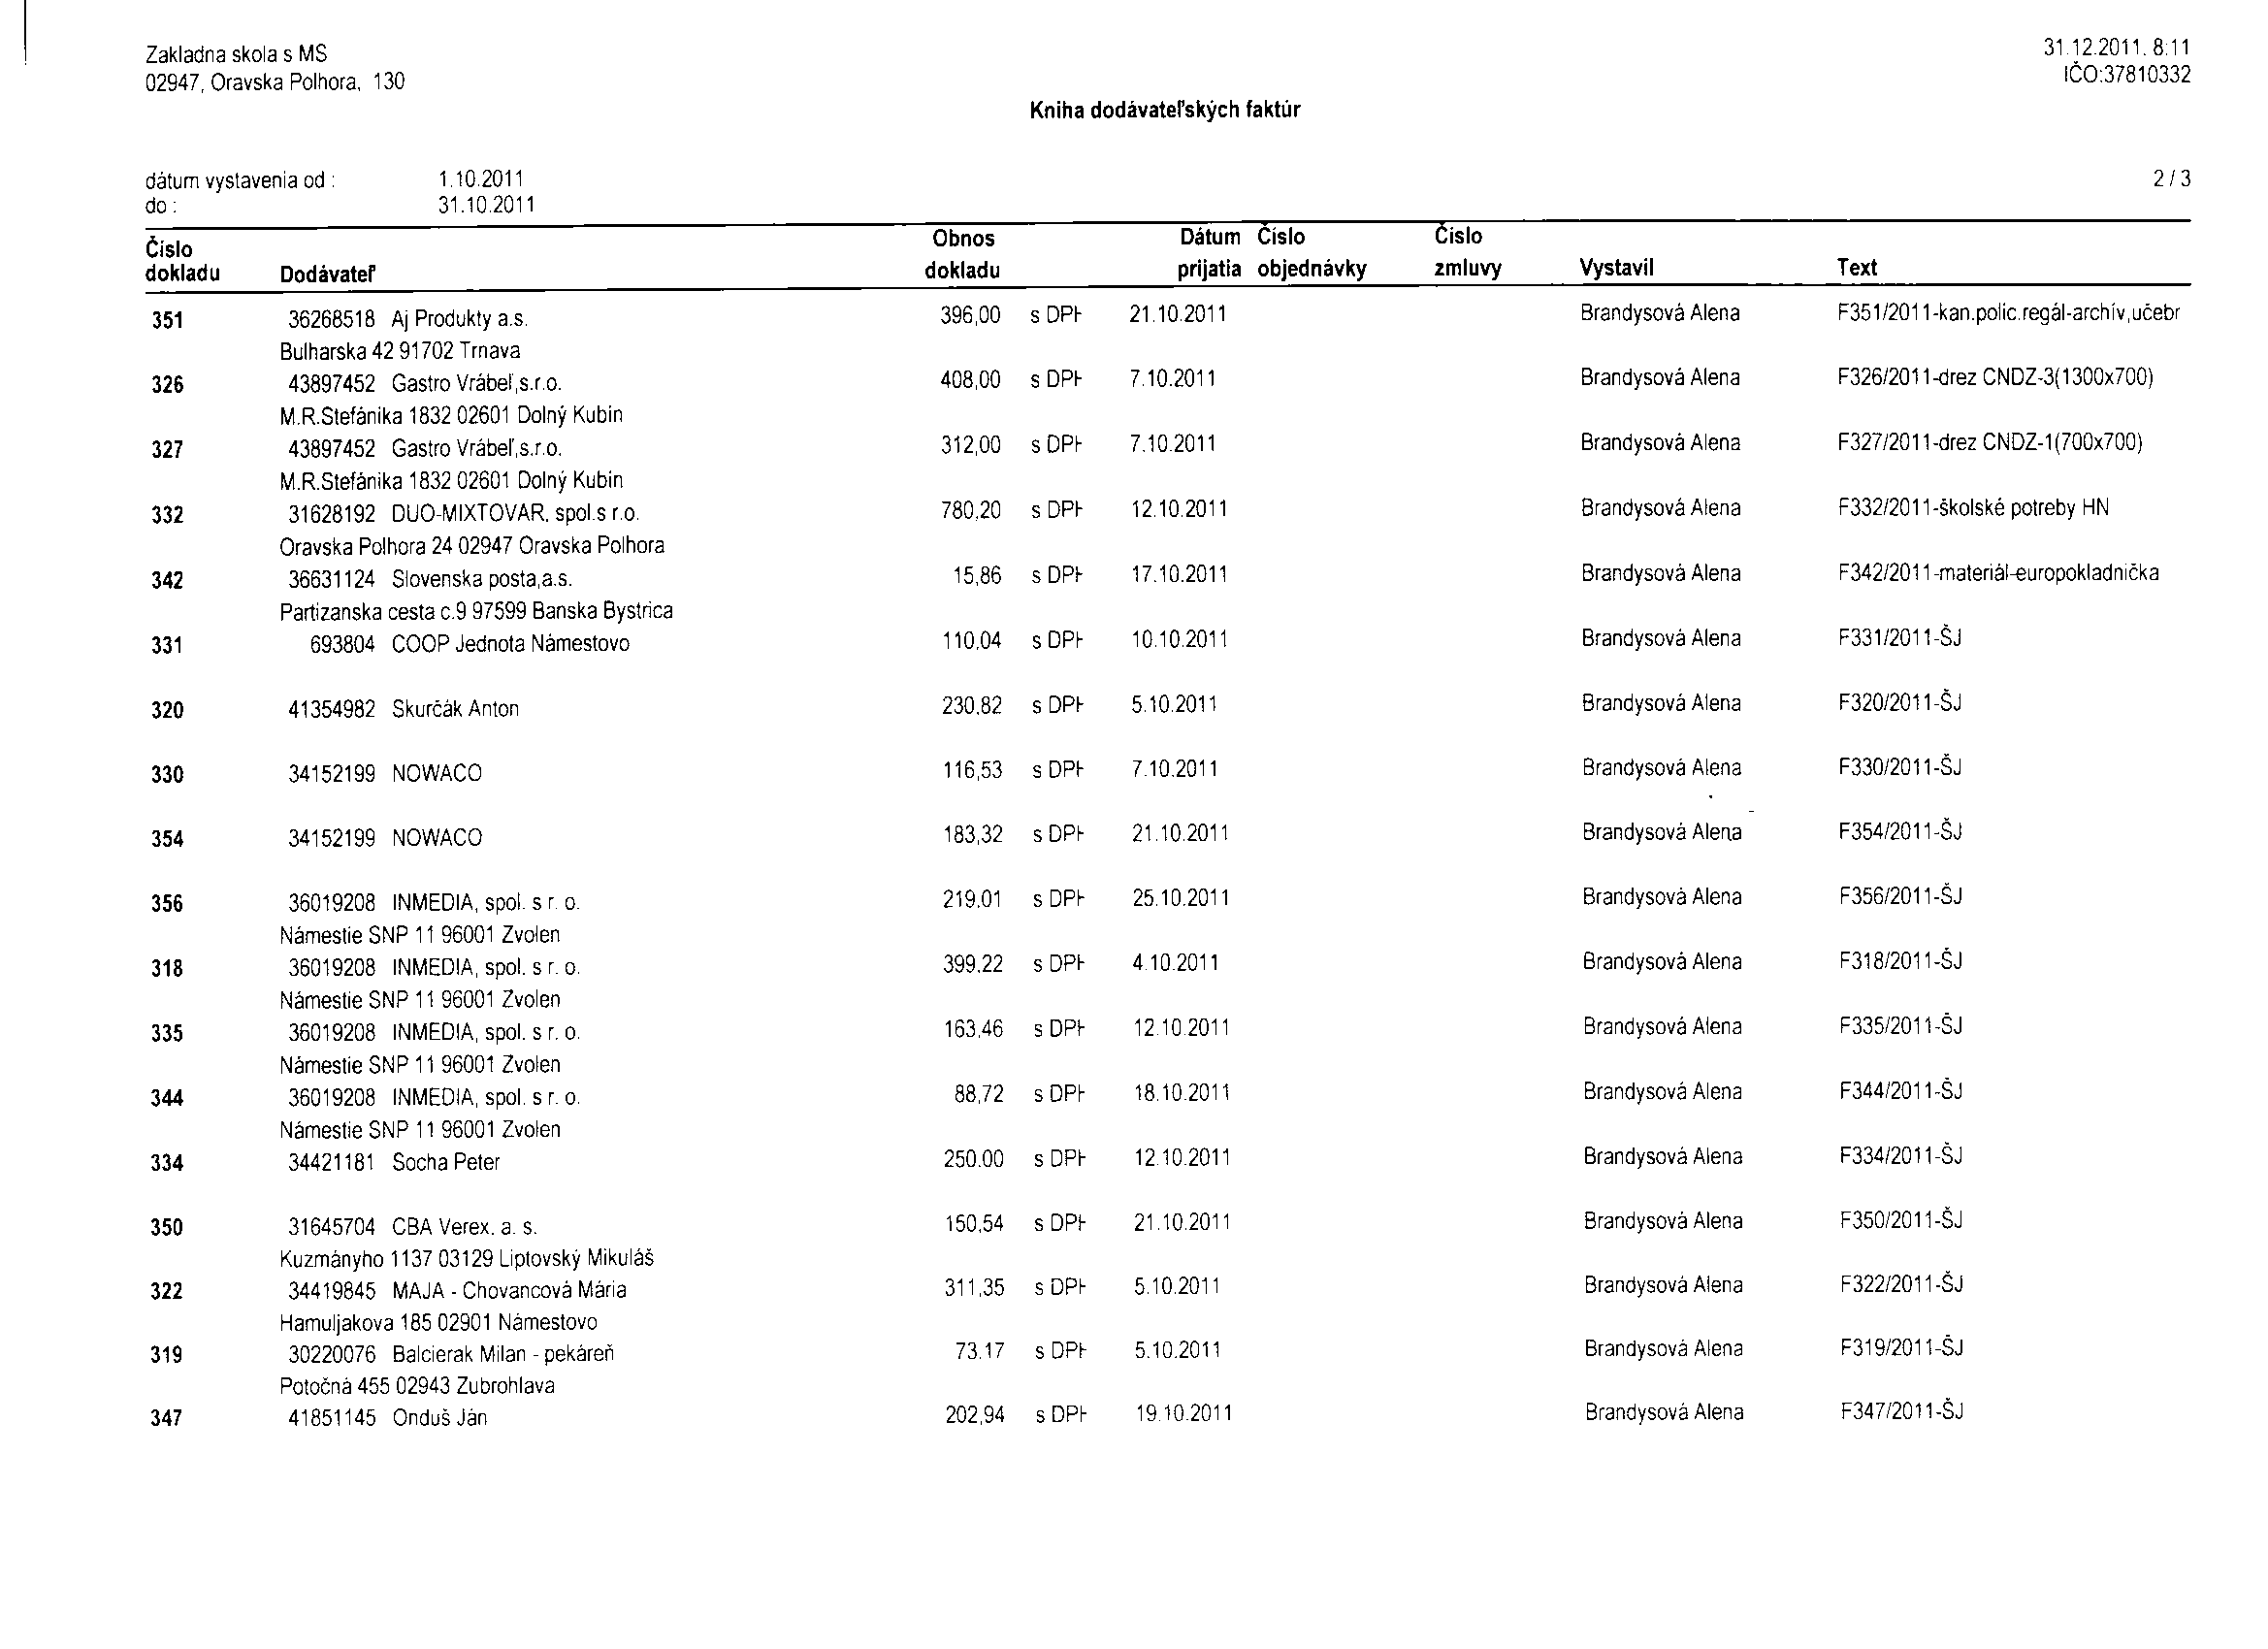 Zakladna skola s MS
02947, Oravska Polhora, 130
31.12.2011. 8:11
IČO:37810332
Kniha dodávateľských faktúr
dátum vystavenia od : 1.10.2011
do : 31.10.2011
2 / 3
Číslo dokladu Dodávateľ Obnos dokladu Dátum prijatia Číslo objednávky Číslo zmluvy Vystavil Text
351 36268518 Aj Produkty a.s. 396,00 s DPH 21.10.2011 Brandysová Alena F351/2011-kan.polic.regál-archív,učebr
Bulharska 42 91702 Trnava
326 43897452 Gastro Vrábeľ,s.r.o. 408,00 s DPH 7.10.2011 Brandysová Alena F326/2011-drez CNDZ-3(1300x700)
M.R.Stefánika 1832 02601 Dolný Kubín
327 43897452 Gastro Vrábeľ,s.r.o. 312,00 s DPH 7.10.2011 Brandysová Alena F327/2011-drez CNDZ-1(700x700)
M.R.Stefánika 1832 02601 Dolný Kubín
332 31628192 DUO-MIXTOVAR, spol.s r.o. 780,20 s DPH 12.10.2011 Brandysová Alena F332/2011-školské potreby HN
Oravska Polhora 24 02947 Oravska Polhora
342 36631124 Slovenska posta,a.s. 15,86 s DPH 17.10.2011 Brandysová Alena F342/2011-materiál-europokladnička
Partizanska cesta c.9 97599 Banska Bystrica
331 693804 COOP Jednota Námestovo 110,04 s DPH 10.10.2011 Brandysová Alena F331/2011-ŠJ
320 41354982 Skurčák Anton 230,82 s DPH 5.10.2011 Brandysová Alena F320/2011-ŠJ
330 34152199 NOWACO 116,53 s DPH 7.10.2011 Brandysová Alena F330/2011-ŠJ
354 34152199 NOWACO 183,32 s DPH 21.10.2011 Brandysová Alena F354/2011-ŠJ
356 36019208 INMEDIA, spol. s r. o. 219,01 s DPH 25.10.2011 Brandysová Alena F356/2011-ŠJ
Námestie SNP 11 96001 Zvolen
318 36019208 INMEDIA, spol. s r. o. 399,22 s DPH 4.10.2011 Brandysová Alena F318/2011-ŠJ
Námestie SNP 11 96001 Zvolen
335 36019208 INMEDIA, spol. s r. o. 163,46 s DPH 12.10.2011 Brandysová Alena F335/2011-ŠJ
Námestie SNP 11 96001 Zvolen
344 36019208 INMEDIA, spol. s r. o. 88,72 s DPH 18.10.2011 Brandysová Alena F344/2011-ŠJ
Námestie SNP 11 96001 Zvolen
334 34421181 Socha Peter 250.00 s DPH 12.10.2011 Brandysová Alena F334/2011-ŠJ
350 31645704 CBA Verex. a. s. 150,54 s DPH 21.10.2011 Brandysová Alena F350/2011-ŠJ
Kuzmányho 1137 03129 Liptovský Mikuláš
322 34419845 MAJA - Chovancová Mária 311,35 s DPH 5.10.2011 Brandysová Alena F322/2011-ŠJ
Hamuljakova 185 02901 Námestovo
319 30220076 Balcierak Milan - pekáreň 73.17 s DPH 5.10.2011 Brandysová Alena F319/2011-ŠJ
Potočná 455 02943 Zubrohlava
347 41851145 Onduš Ján 202,94 s DPH 19.10.2011 Brandysová Alena F347/2011-ŠJ